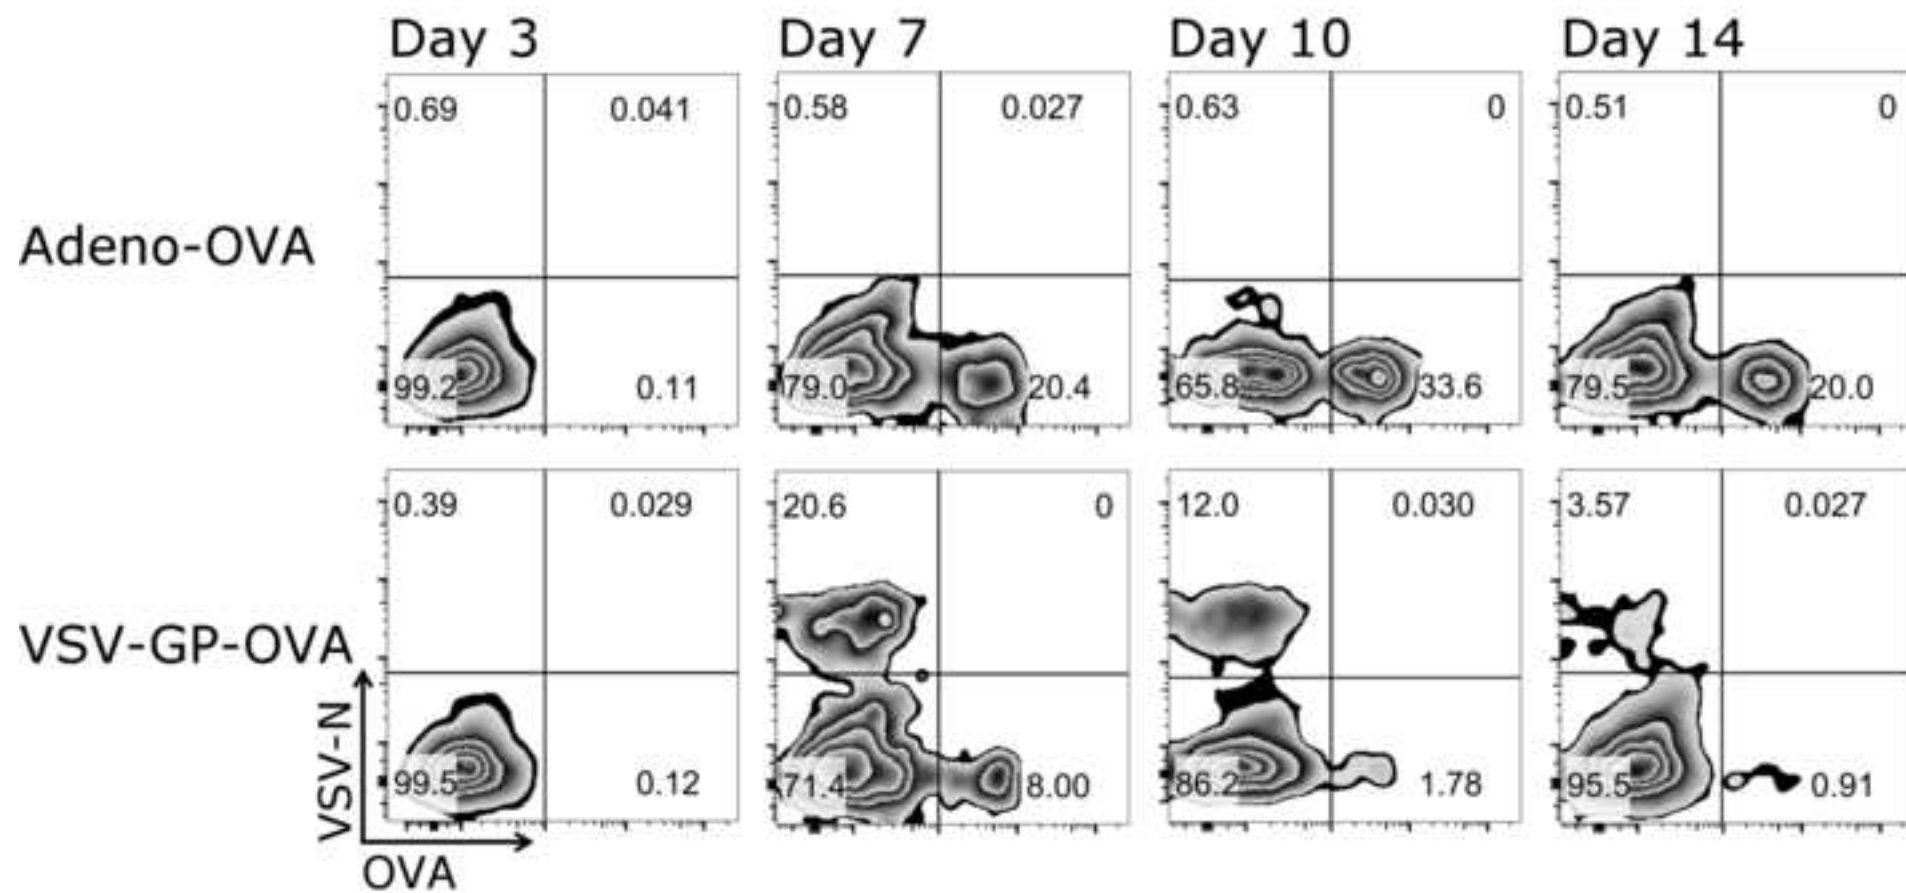 Day 3 Day 7 Day 10 Day 14
0.69 0.041 0.58 0.027 0.63 0 0.51 0
Adeno-OVA
99.2 0.11 79.0 20.4 65.8 33.6 79.5 20.0
0.39 0.029 20.6 0 12.0 0.030 3.57 0.027
VSV-GP-OVA
99.5 0.12 71.4 8.00 86.2 1.78 95.5 0.91
VSV-N
OVA